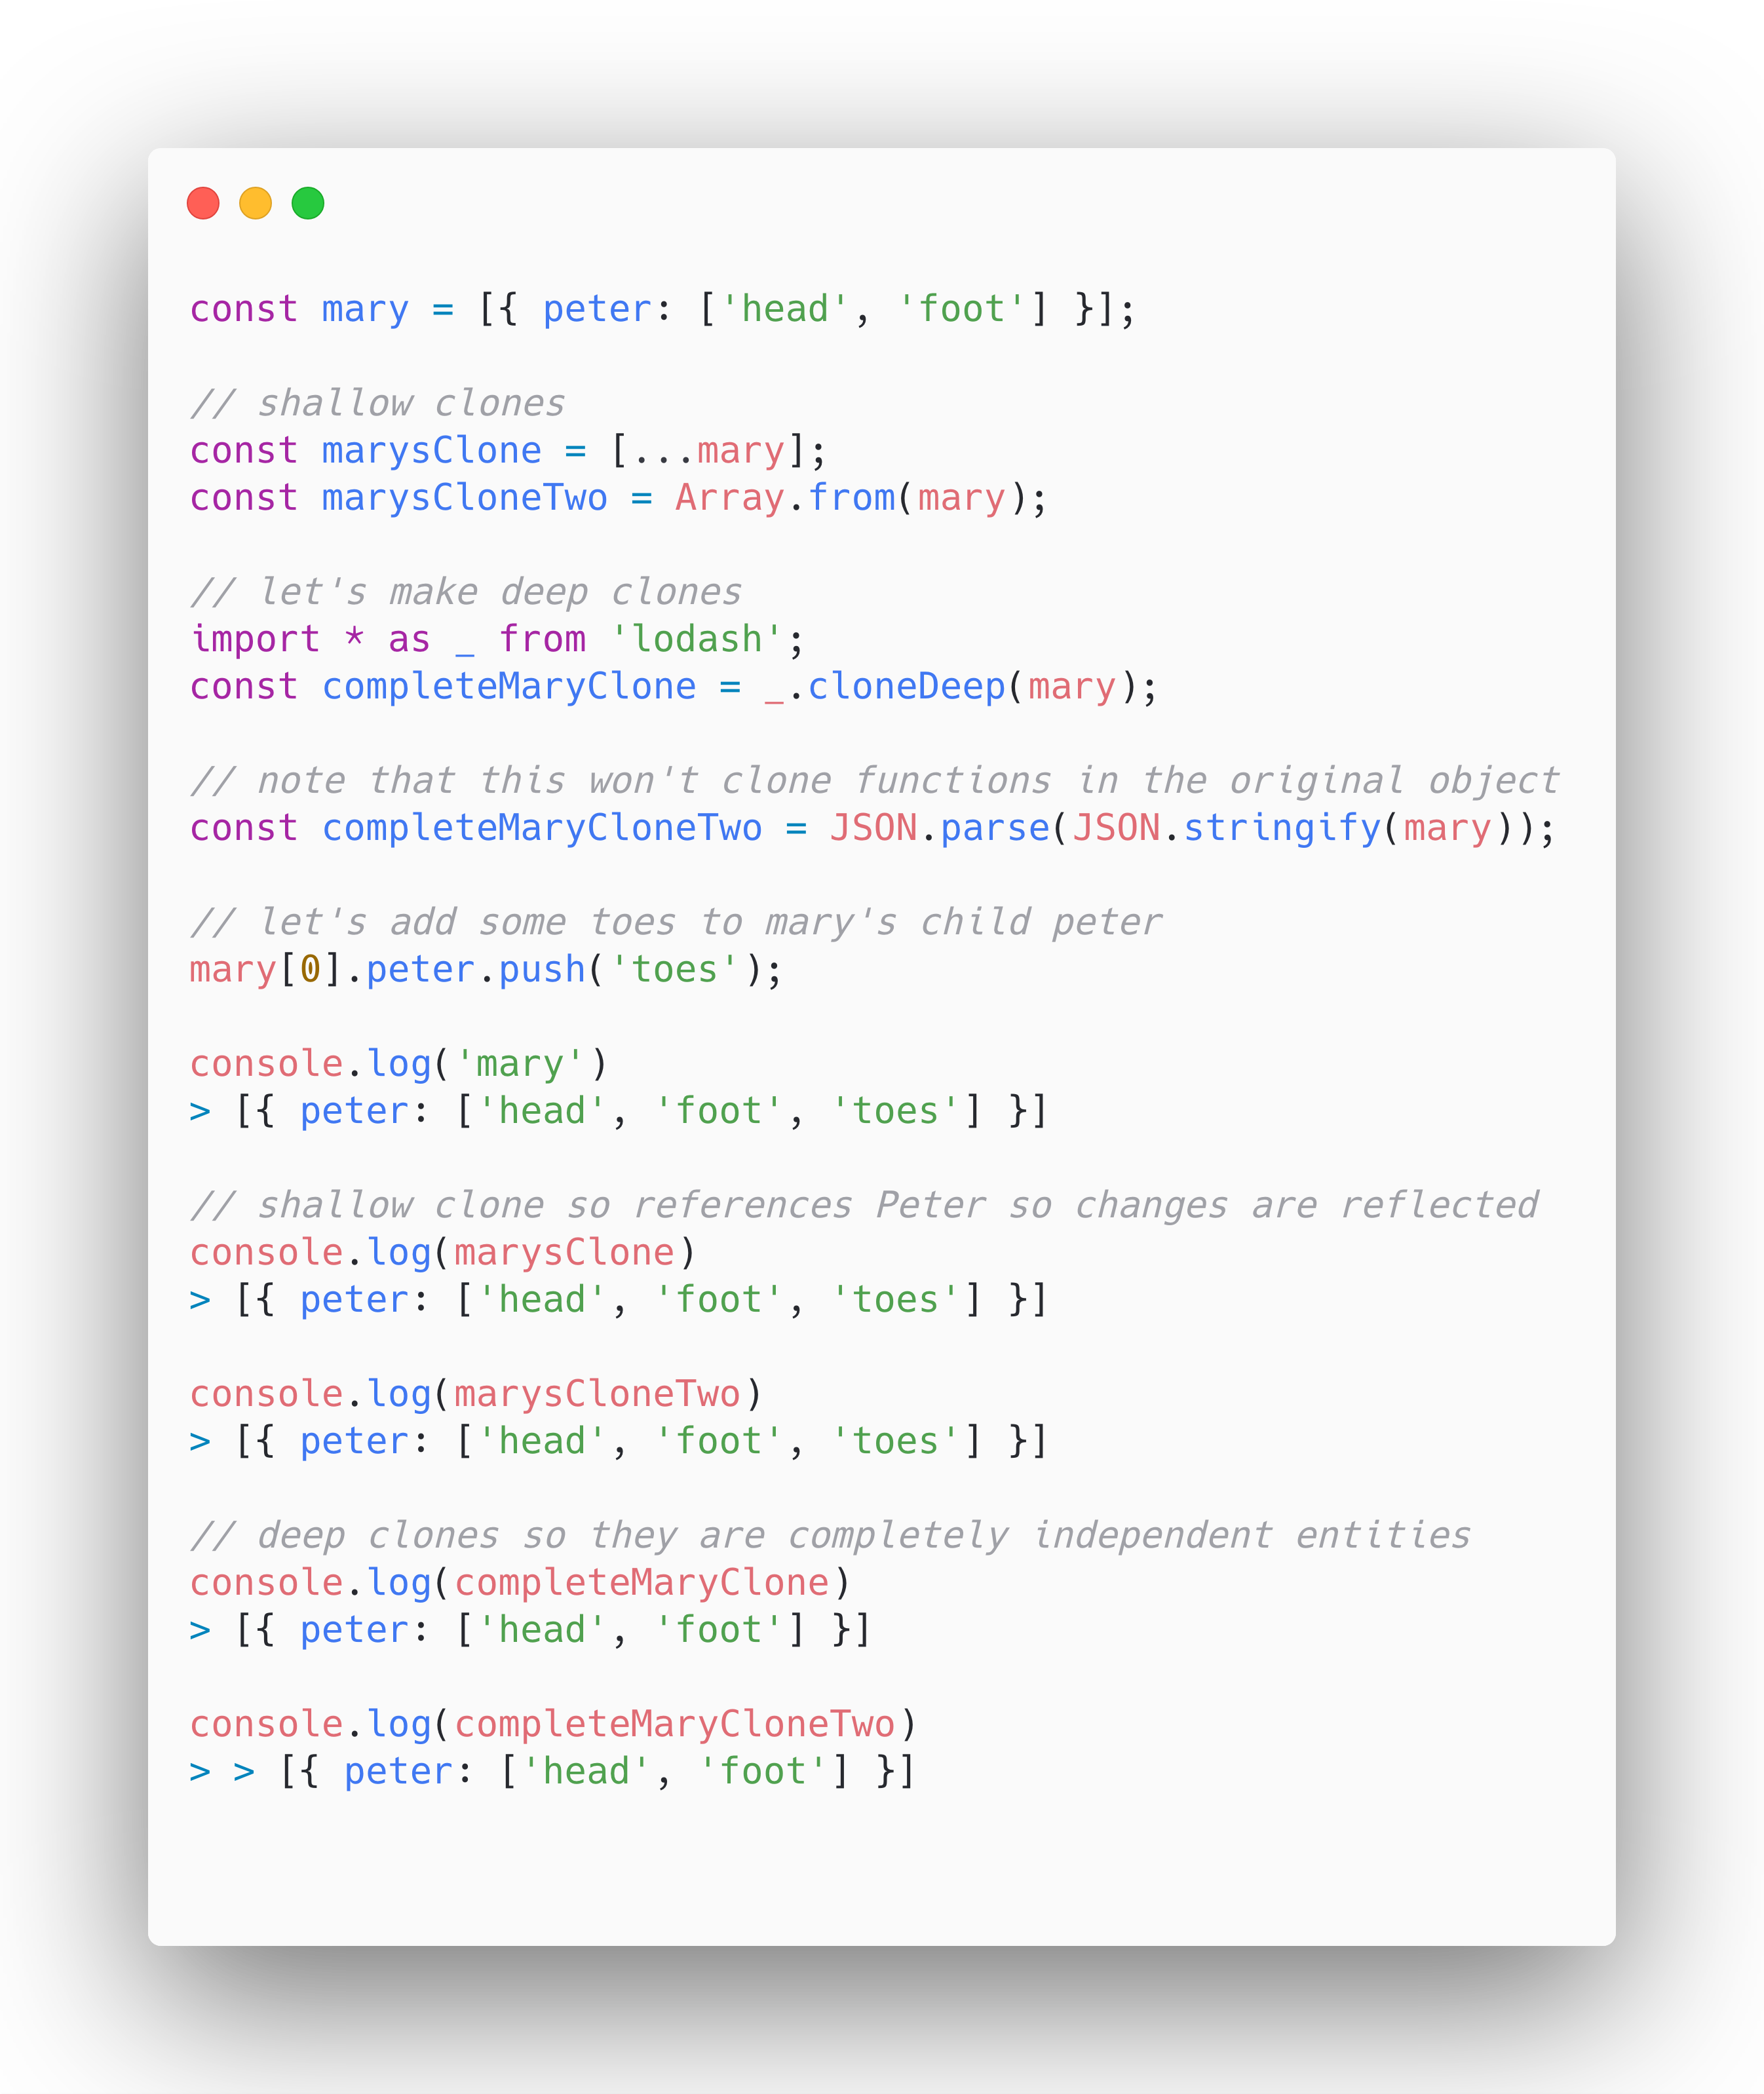 const mary = [{ peter: ['head', 'foot'] }];
// shallow clones
const marysClone = [...mary];
const marysCloneTwo = Array.from(mary);
// let's make deep clones
import * as _ from 'lodash';
const completeMaryClone = _.cloneDeep(mary);
// note that this won't clone functions in the original object
const completeMaryCloneTwo = JSON.parse(JSON.stringify(mary));
// let's add some toes to mary's child peter
mary[0].peter.push('toes');
console.log('mary')
> [{ peter: ['head', 'foot', 'toes'] }]
// shallow clone so references Peter so changes are reflected
console.log(marysClone)
> [{ peter: ['head', 'foot', 'toes'] }]
console.log(marysCloneTwo)
> [{ peter: ['head', 'foot', 'toes'] }]
// deep clones so they are completely independent entities
console.log(completeMaryClone)
> [{ peter: ['head', 'foot'] }]
console.log(completeMaryCloneTwo)
> > [{ peter: ['head', 'foot'] }]